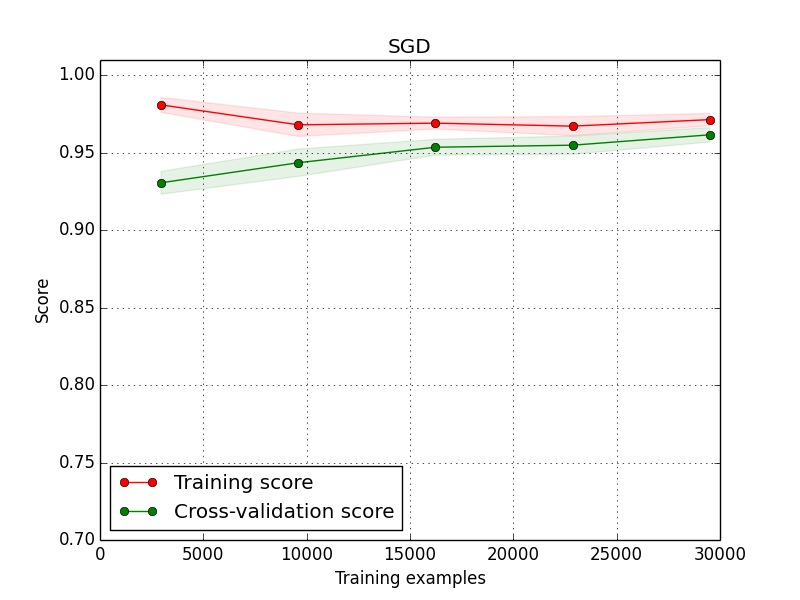 SGD
1.00
0.95
0.90
0.85
0.80
0.75
0.70
Score
Training score
Cross-validation score
0
5000
10000
15000
20000
25000
30000
Training examples